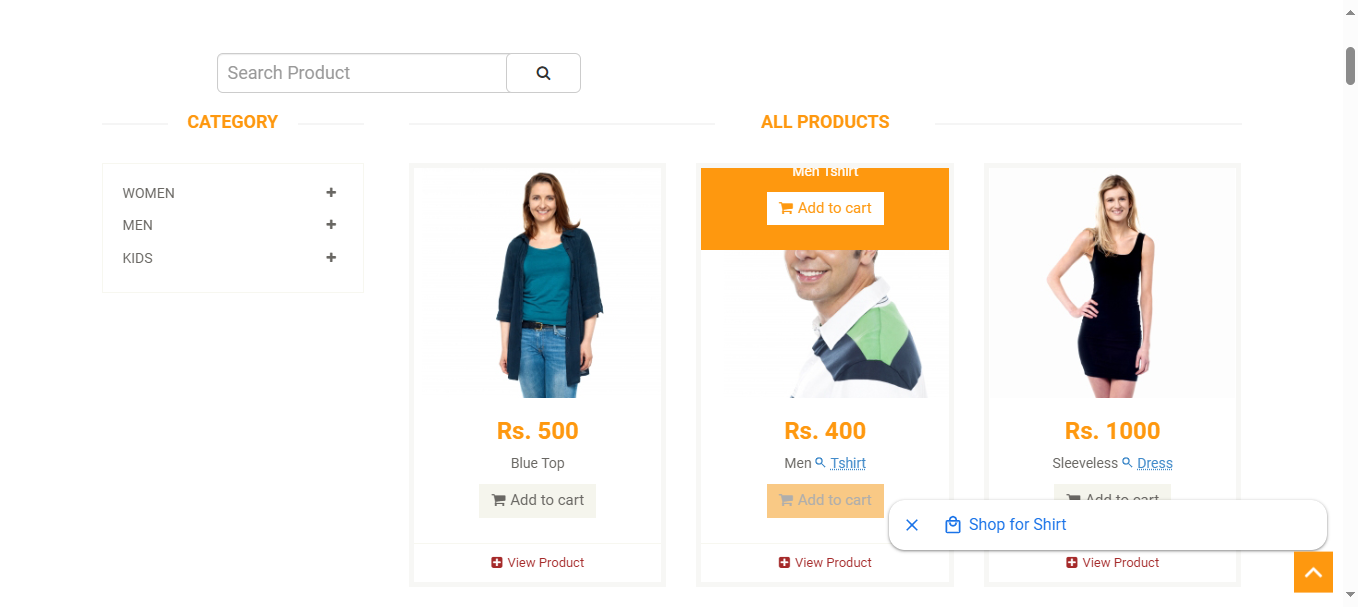 Search Product
CATEGORY
ALL PRODUCTS
WOMEN
MEN
KIDS
Men Tshirt
Add to cart
Rs. 500
Blue Top
Add to cart
View Product
Rs. 400
Men Tshirt
Add to cart
View Product
Rs. 1000
Sleeveless Dress
Add to cart
View Product
Shop for Shirt